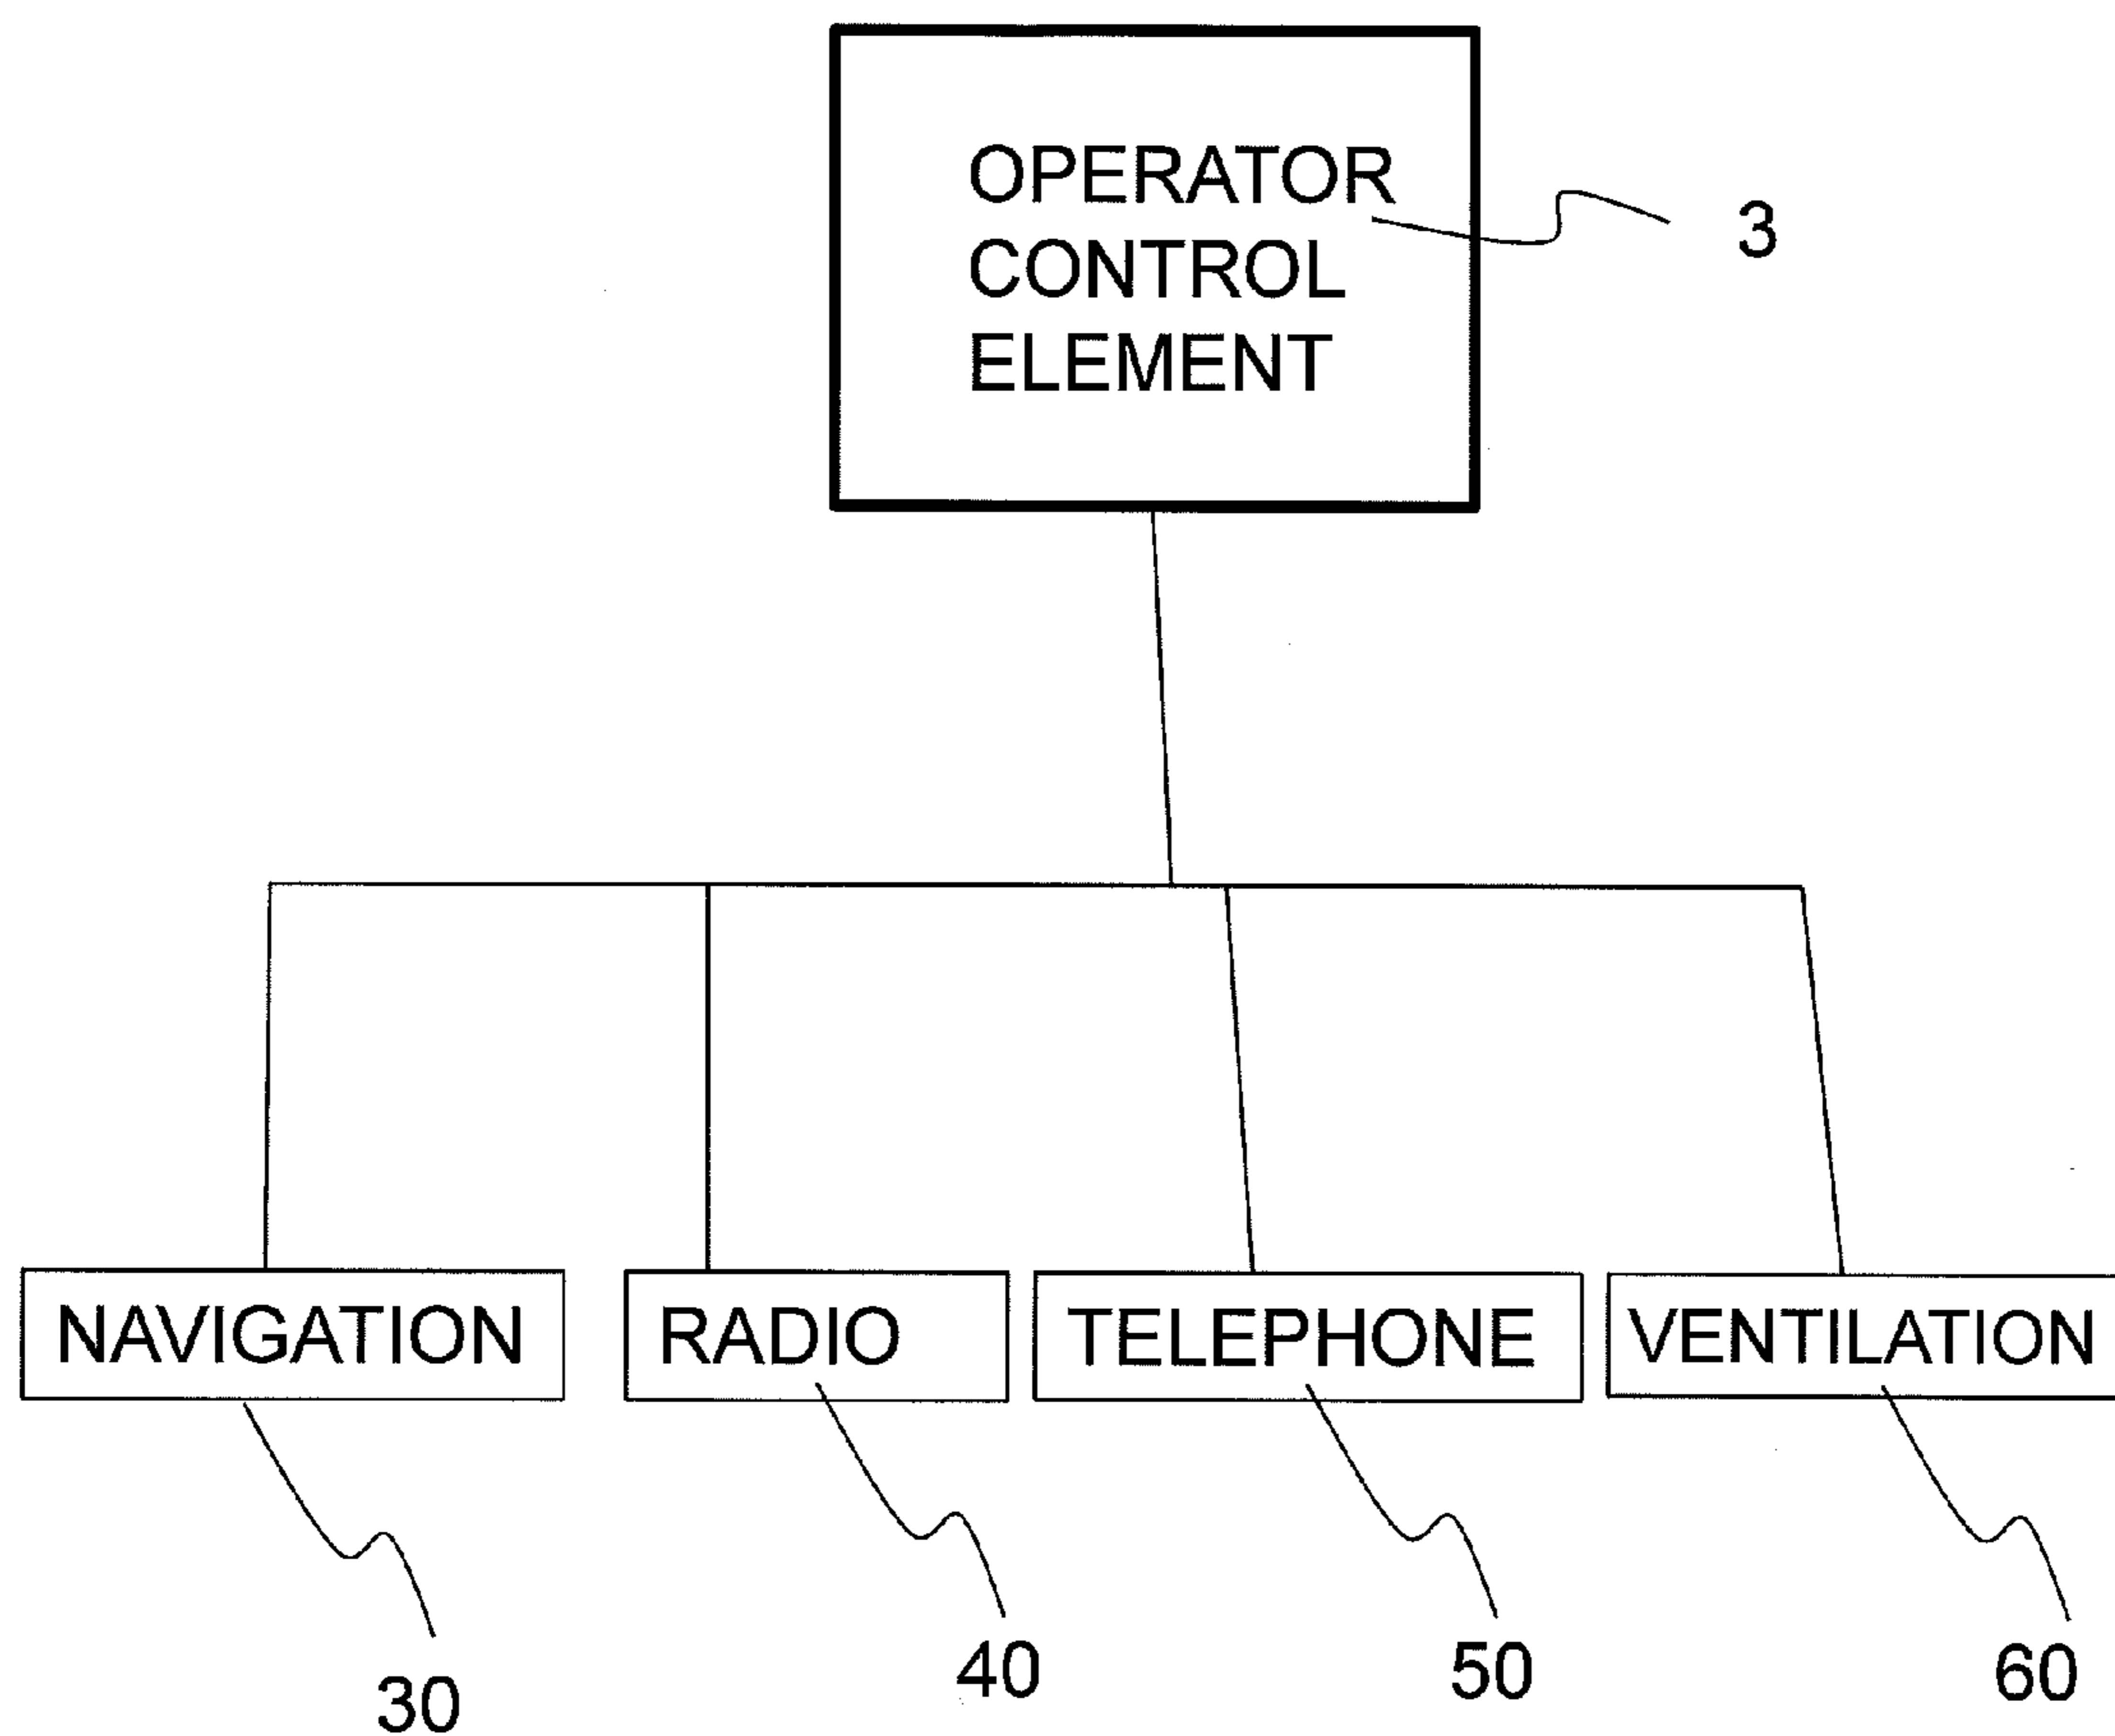 OPERATOR
CONTROL
ELEMENT
3
NAVIGATION
RADIO
TELEPHONE
VENTILATION
30
40
50
60